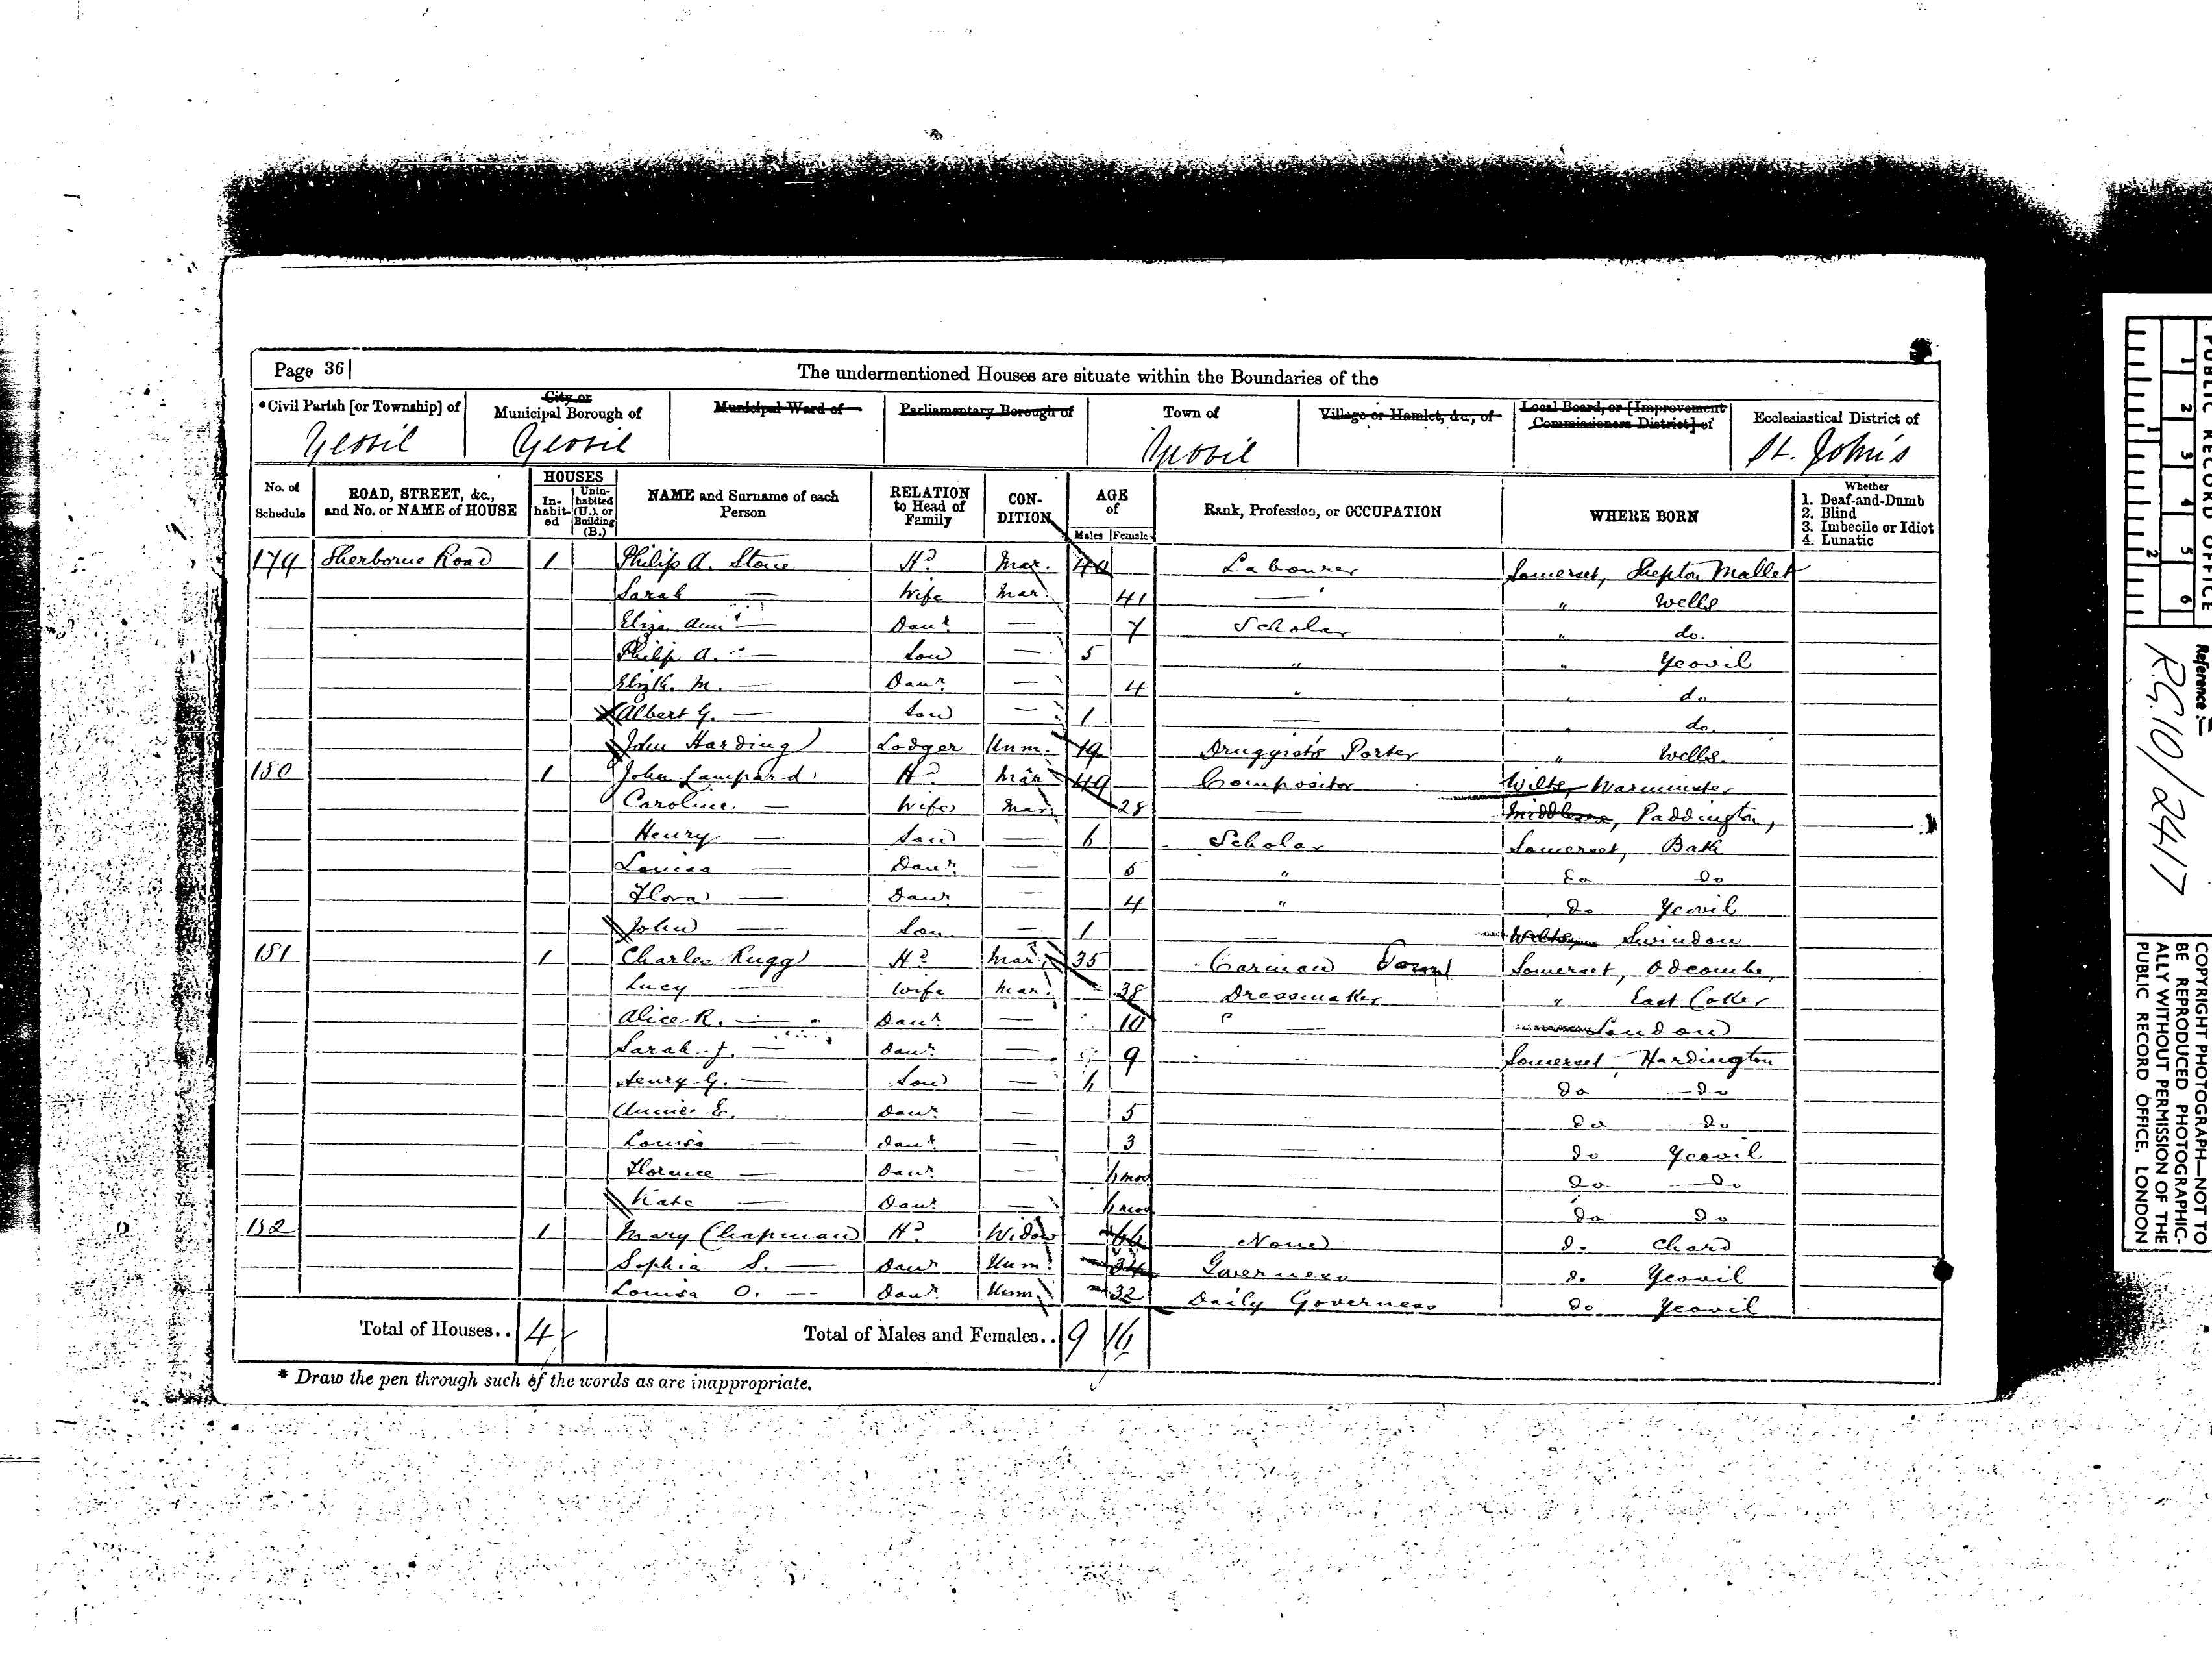 Page 36
The undermentioned Houses are situate within the Boundaries of the
*Civil Parish [or Township] of City or Municipal Borough of Municipal Ward of Parliamentary Borough of Town of Village or Hamlet, &c., of Local Board, or [Improvement Commissioners District] of Ecclesiastical District of
Yeovil Yeovil Yeovil St. John's
No. of Schedule ROAD, STREET, &c., and No. or NAME of HOUSE HOUSES In-habit-ed Unin-habited (U.), or Building (B.) NAME and Surname of each Person RELATION to Head of Family CON-DITION AGE of Males Females Rank, Profession, or OCCUPATION WHERE BORN Whether 1. Deaf-and-Dumb 2. Blind 3. Imbecile or Idiot 4. Lunatic
179 Sherborne Road 1 Philip A. Stone Hd Mar. 40 Labourer Somerset, Shepton Mallet
Sarah — Wife Mar. 41 — " Wells
Eliza Ann — Daur. — 7 Scholar " do.
Philip A. — Son — 5 " " Yeovil
Elizth. M. — Daur. — 4 " " do
Albert G. — Son — 1 — " do.
John Harding Lodger Unm. 19 Druggist's Porter " Wells.
180 1 John Lampard Hd Mar 49 Compositor Wilts, Warminster
Caroline — Wife Mar 28 — Middlesex, Paddington,
Henry — Son — 6 Scholar Somerset, Bath
Louisa — Daur. — 5 " Do Do
Flora — Daur — 4 " Do Yeovil
John — Son — 1 — Wilts, Swindon
181 1 Charles Rugg Hd Mar. 35 Carman Somerset, Odcombe,
Lucy — Wife Mar. 38 Dressmaker " East Coker
Alice R. — Daur. — 10 — London
Sarah J. — Daur. — 9 Somerset, Hardington
Henry G. — Son — 6 Do Do
Annie E. Daur. — 5 Do Do
Louisa — Daur. — 3 — Do Yeovil
Florence — Daur. — 6 mos Do Do
Kate — Daur. — 6 mos Do Do
182 1 Mary Chapman Hd Widow None Do Chard
Sophia S. — Daur. Unm. 34 Governess Do Yeovil
Louisa O. — Daur. Unm. 32 Daily Governess Do Yeovil
Total of Houses.. 4 Total of Males and Females.. 9 16
* Draw the pen through such of the words as are inappropriate.
PUBLIC RECORD OFFICE
1 2 3 4 5 6
1 2
Reference :—
R.G. 10/2417
COPYRIGHT PHOTOGRAPH—NOT TO
BE REPRODUCED PHOTOGRAPHIC-
ALLY WITHOUT PERMISSION OF THE
PUBLIC RECORD OFFICE, LONDON